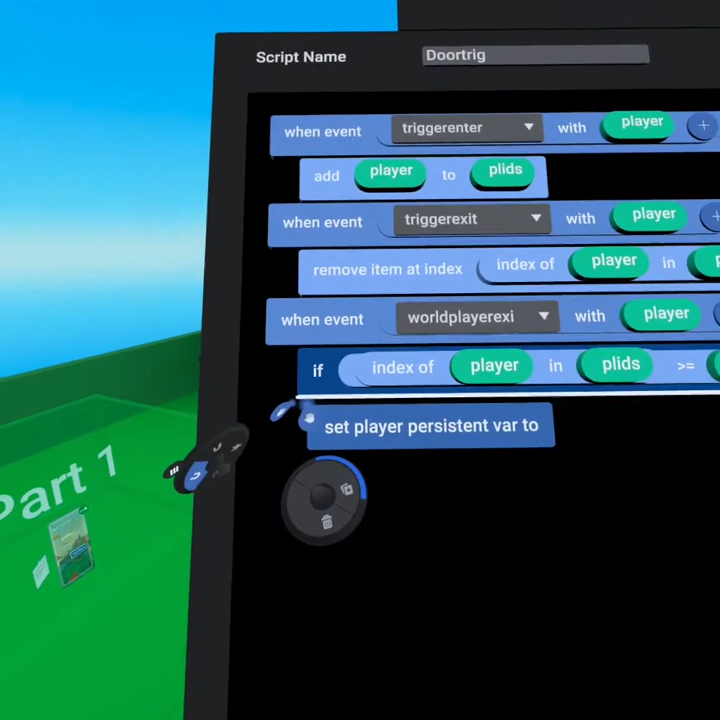 Script Name Doortrig
when event triggerenter with player +
add player to plids
when event triggerexit with player +
remove item at index index of player in
when event worldplayerexi with player
if index of player in plids >=
set player persistent var to
Part 1